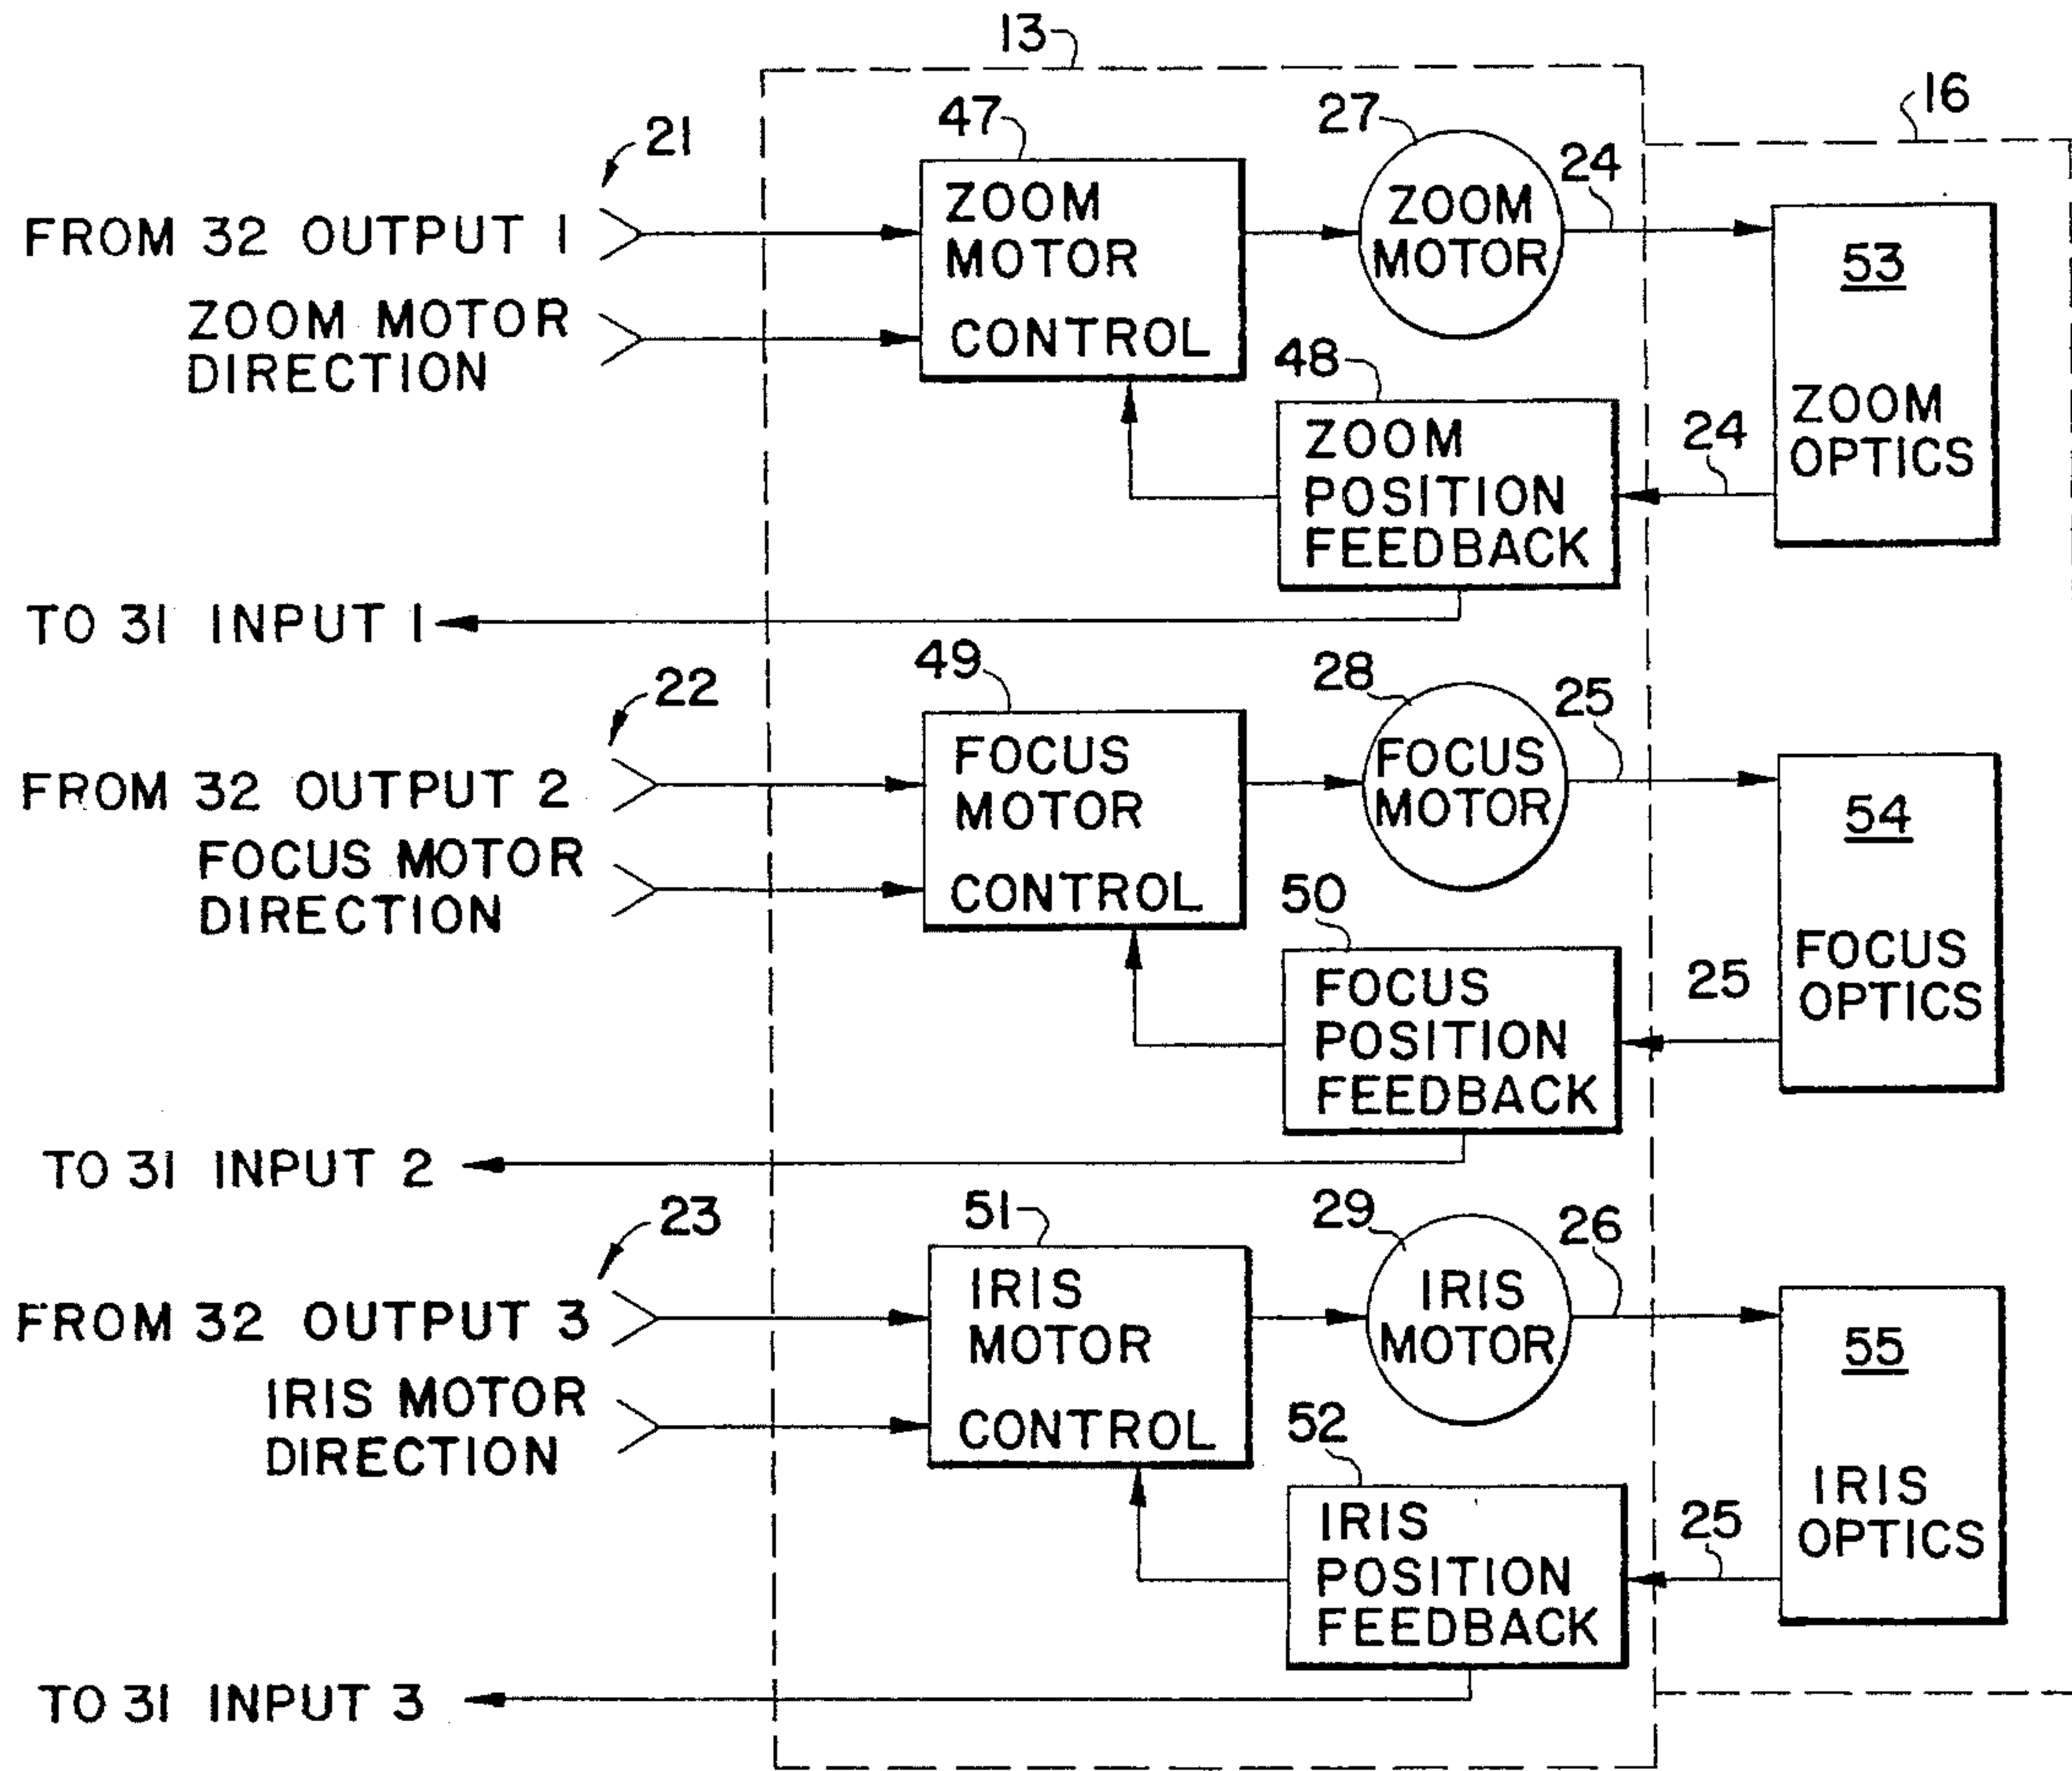 13
16
47
27
24
21
FROM 32 OUTPUT 1
ZOOM MOTOR
DIRECTION
ZOOM
MOTOR
CONTROL
ZOOM
MOTOR
53
ZOOM
OPTICS
48
ZOOM
POSITION
FEEDBACK
24
TO 31 INPUT 1
49
28
25
22
FROM 32 OUTPUT 2
FOCUS MOTOR
DIRECTION
FOCUS
MOTOR
CONTROL
FOCUS
MOTOR
54
FOCUS
OPTICS
50
FOCUS
POSITION
FEEDBACK
25
TO 31 INPUT 2
51
29
26
23
FROM 32 OUTPUT 3
IRIS MOTOR
DIRECTION
IRIS
MOTOR
CONTROL
IRIS
MOTOR
55
IRIS
OPTICS
52
IRIS
POSITION
FEEDBACK
25
TO 31 INPUT 3